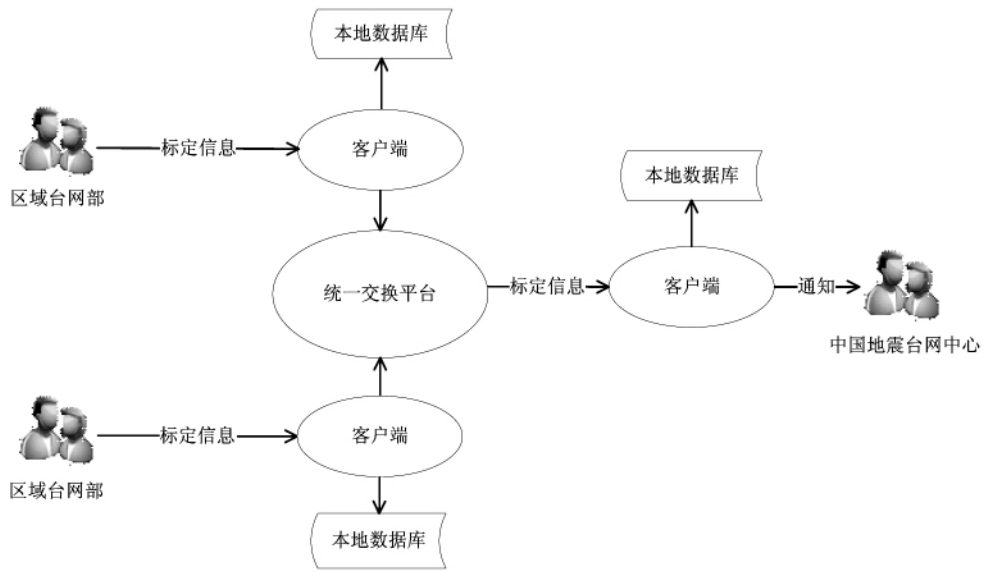 本地数据库
标定信息
客户端
区域台网部
本地数据库
统一交换平台
标定信息
客户端
通知
中国地震台网中心
标定信息
客户端
区域台网部
本地数据库